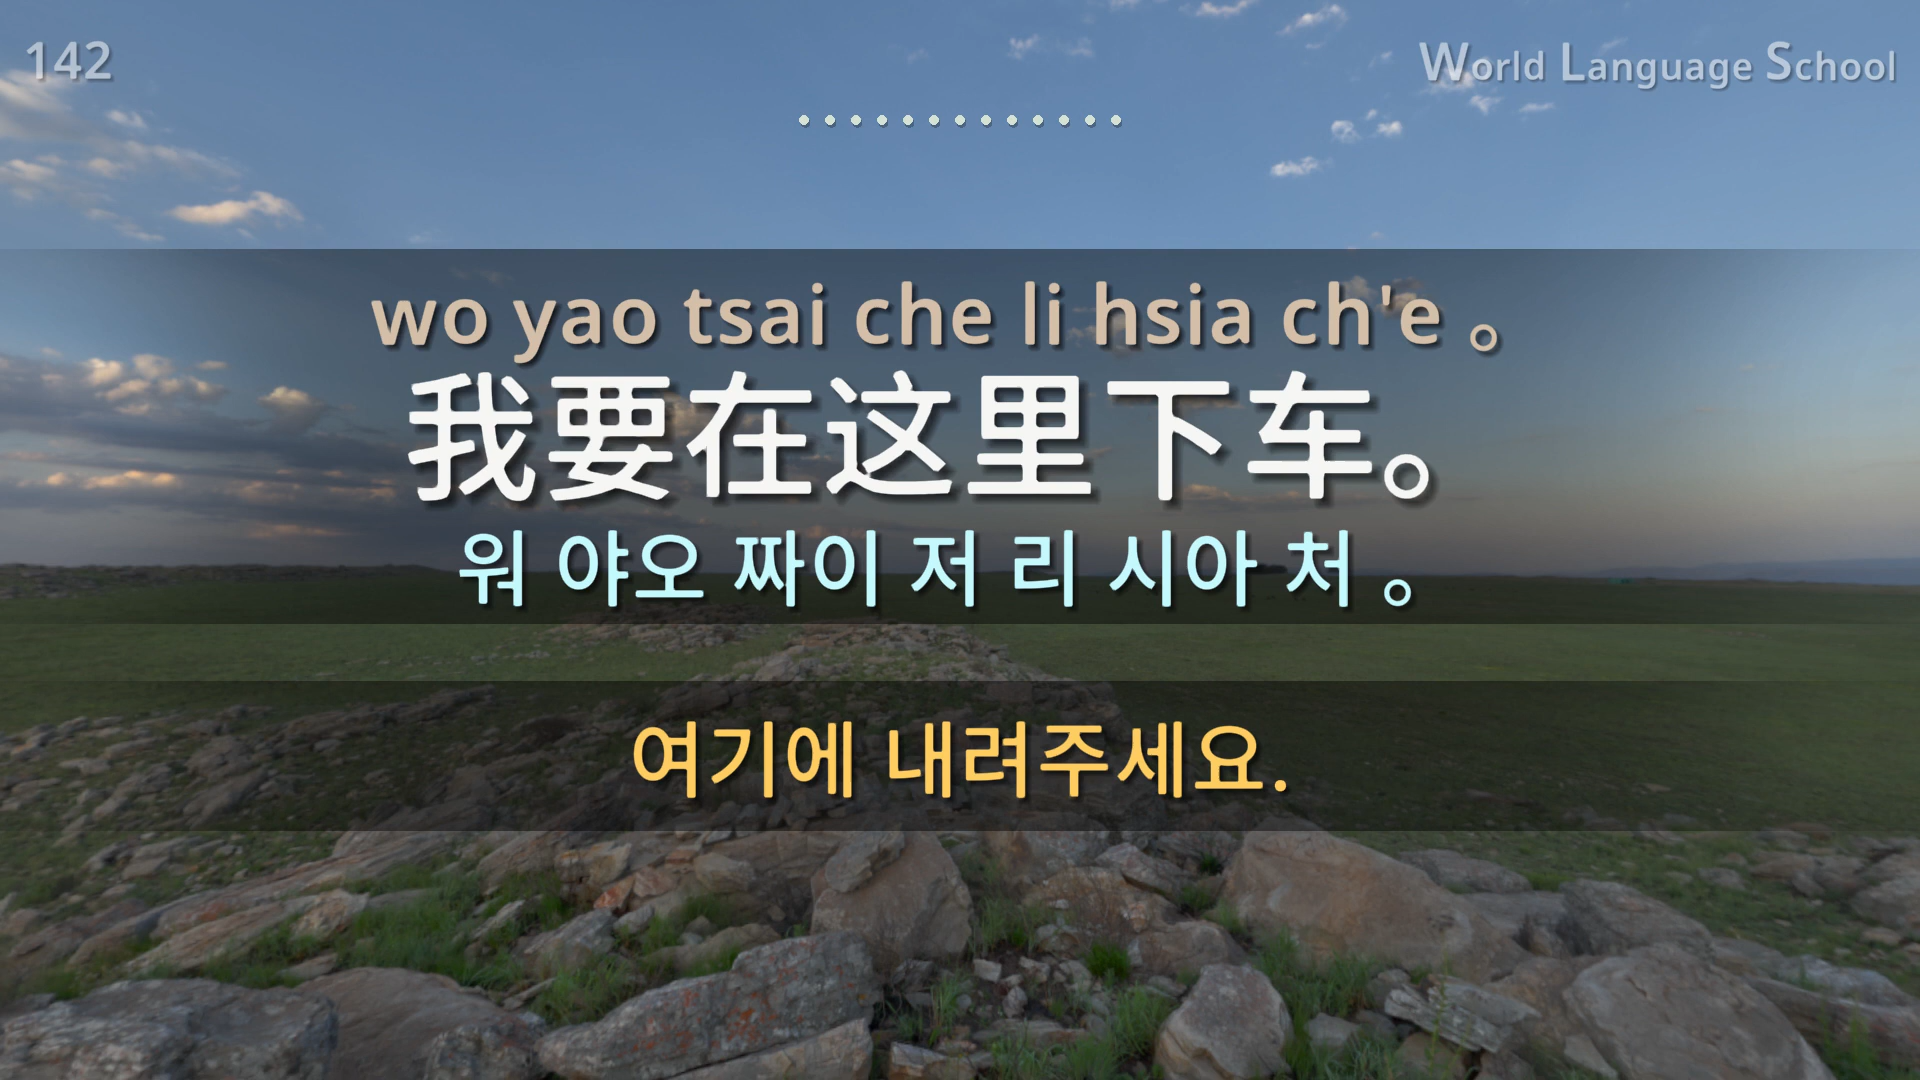 142
World Language School
wo yao tsai che li hsia ch'e 。
我要在这里下车。
워 야오 짜이 저 리 시아 처 。
여기에 내려주세요.